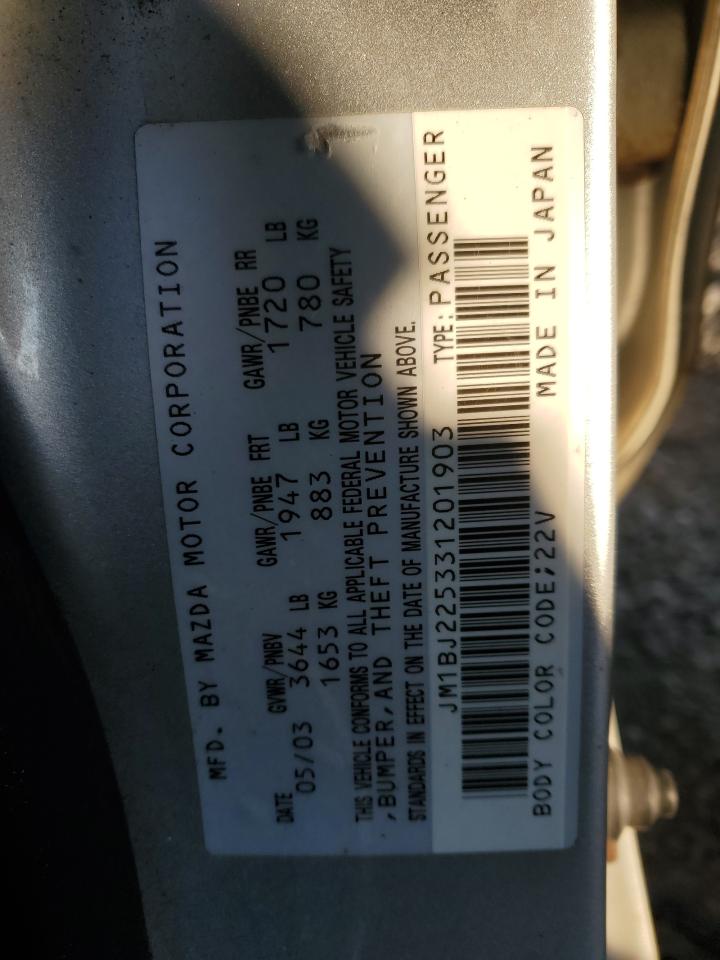 MFD. BY MAZDA MOTOR CORPORATION
DATE GVWR/PNBV GAWR/PNBE FRT GAWR/PNBE RR
05/03 3644 LB 1947 LB 1720 LB
1653 KG 883 KG 780 KG
THIS VEHICLE CONFORMS TO ALL APPLICABLE FEDERAL MOTOR VEHICLE SAFETY
,BUMPER,AND THEFT PREVENTION
STANDARDS IN EFFECT ON THE DATE OF MANUFACTURE SHOWN ABOVE.
JM1BJ225331201903 TYPE:PASSENGER
BODY COLOR CODE;22V MADE IN JAPAN